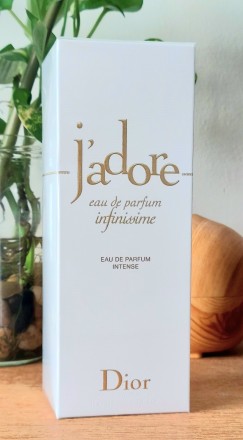 j'adore
eau de parfum
infinissime
EAU DE PARFUM
INTENSE
Dior